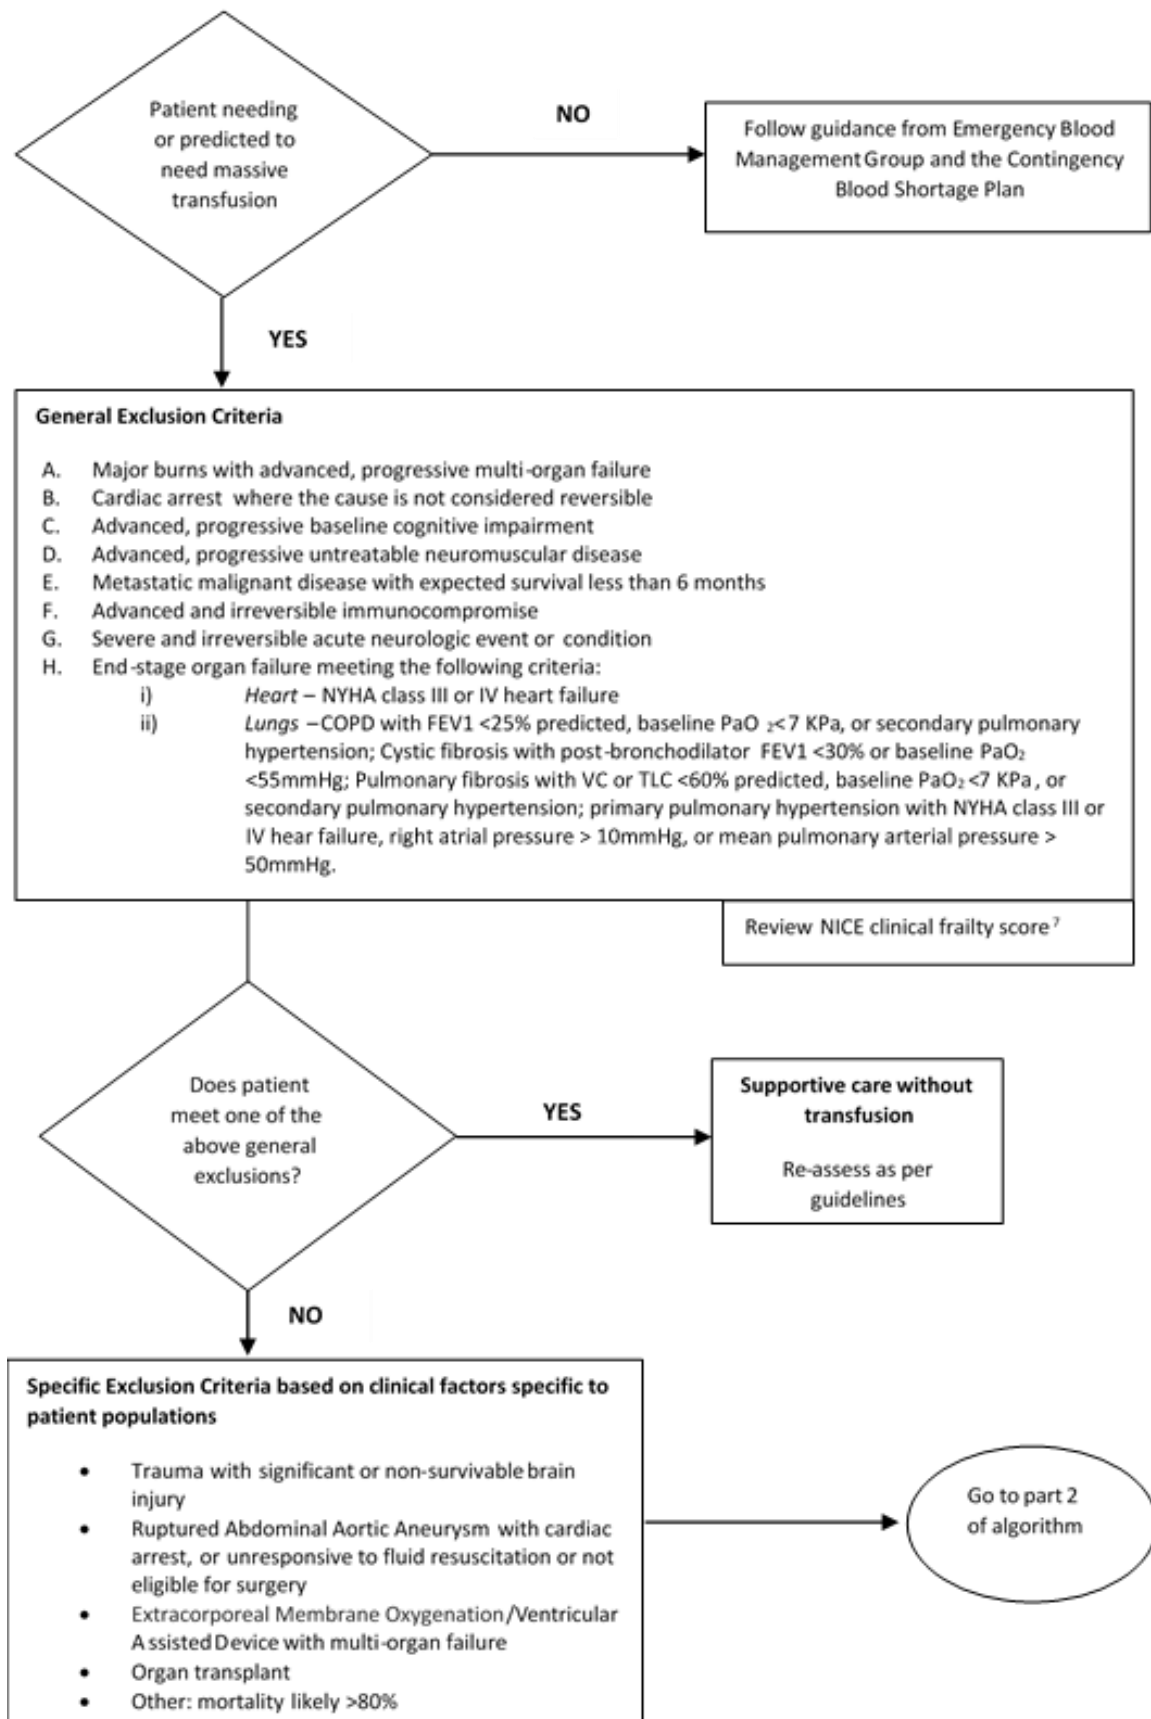 Patient needing
or predicted to
need massive
transfusion
NO
Follow guidance from Emergency Blood
Management Group and the Contingency
Blood Shortage Plan
YES
General Exclusion Criteria
A. Major burns with advanced, progressive multi-organ failure
B. Cardiac arrest where the cause is not considered reversible
C. Advanced, progressive baseline cognitive impairment
D. Advanced, progressive untreatable neuromuscular disease
E. Metastatic malignant disease with expected survival less than 6 months
F. Advanced and irreversible immunocompromise
G. Severe and irreversible acute neurologic event or condition
H. End-stage organ failure meeting the following criteria:
i) Heart – NYHA class III or IV heart failure
ii) Lungs –COPD with FEV1 <25% predicted, baseline PaO 2< 7 KPa, or secondary pulmonary
hypertension; Cystic fibrosis with post-bronchodilator FEV1 <30% or baseline PaO2
<55mmHg; Pulmonary fibrosis with VC or TLC <60% predicted, baseline PaO2 <7 KPa, or
secondary pulmonary hypertension; primary pulmonary hypertension with NYHA class III or
IV hear failure, right atrial pressure > 10mmHg, or mean pulmonary arterial pressure >
50mmHg.
Review NICE clinical frailty score 7
Does patient
meet one of the
above general
exclusions?
YES
Supportive care without
transfusion
Re-assess as per
guidelines
NO
Specific Exclusion Criteria based on clinical factors specific to
patient populations
• Trauma with significant or non-survivable brain
injury
• Ruptured Abdominal Aortic Aneurysm with cardiac
arrest, or unresponsive to fluid resuscitation or not
eligible for surgery
• Extracorporeal Membrane Oxygenation/Ventricular
Assisted Device with multi-organ failure
• Organ transplant
• Other: mortality likely >80%
Go to part 2
of algorithm